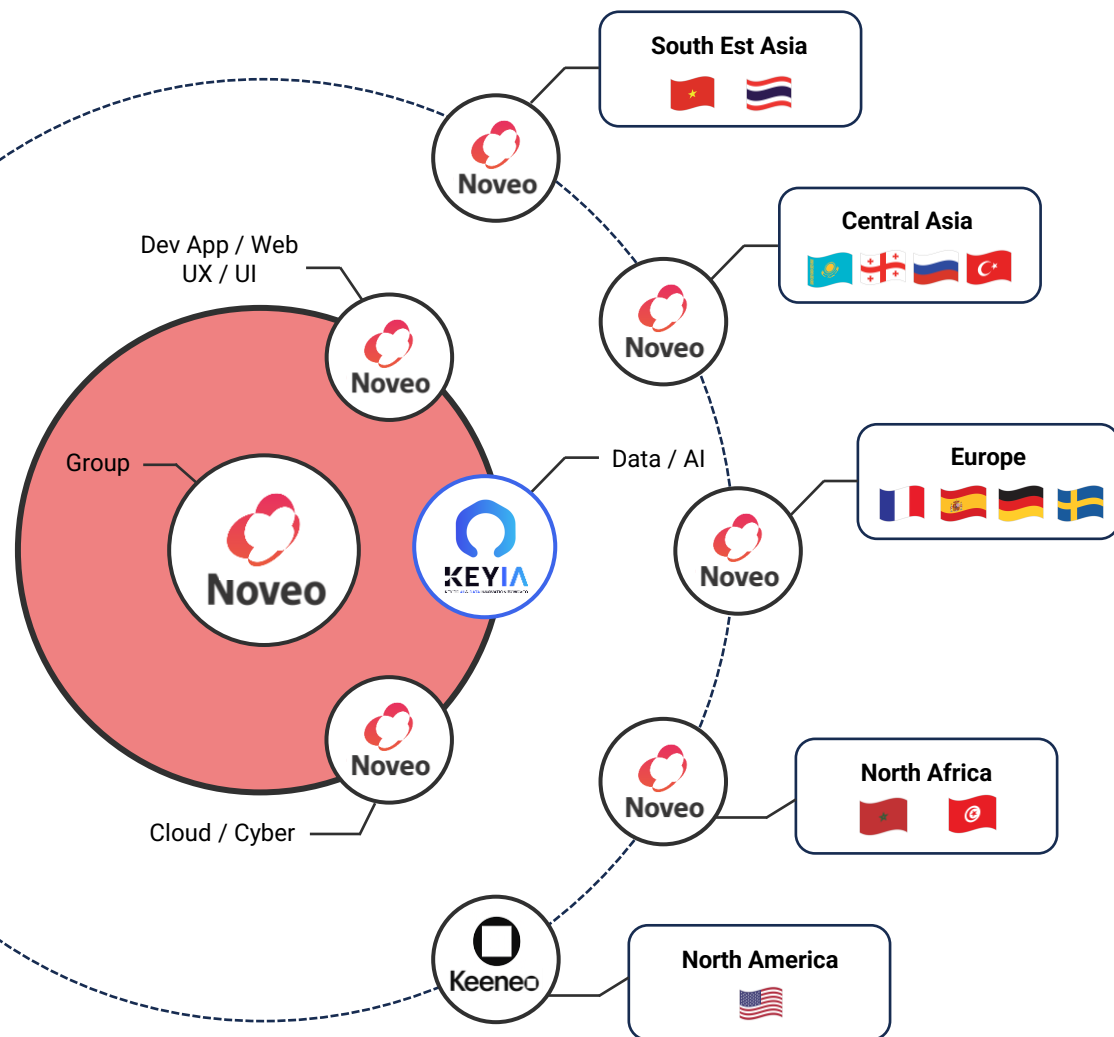 South Est Asia
Noveo
Central Asia
Dev App / Web
UX / UI
Noveo
Noveo
Group
Data / AI
Europe
Noveo
KEYIA
Noveo
Noveo
North Africa
Noveo
Cloud / Cyber
Keeneo
North America